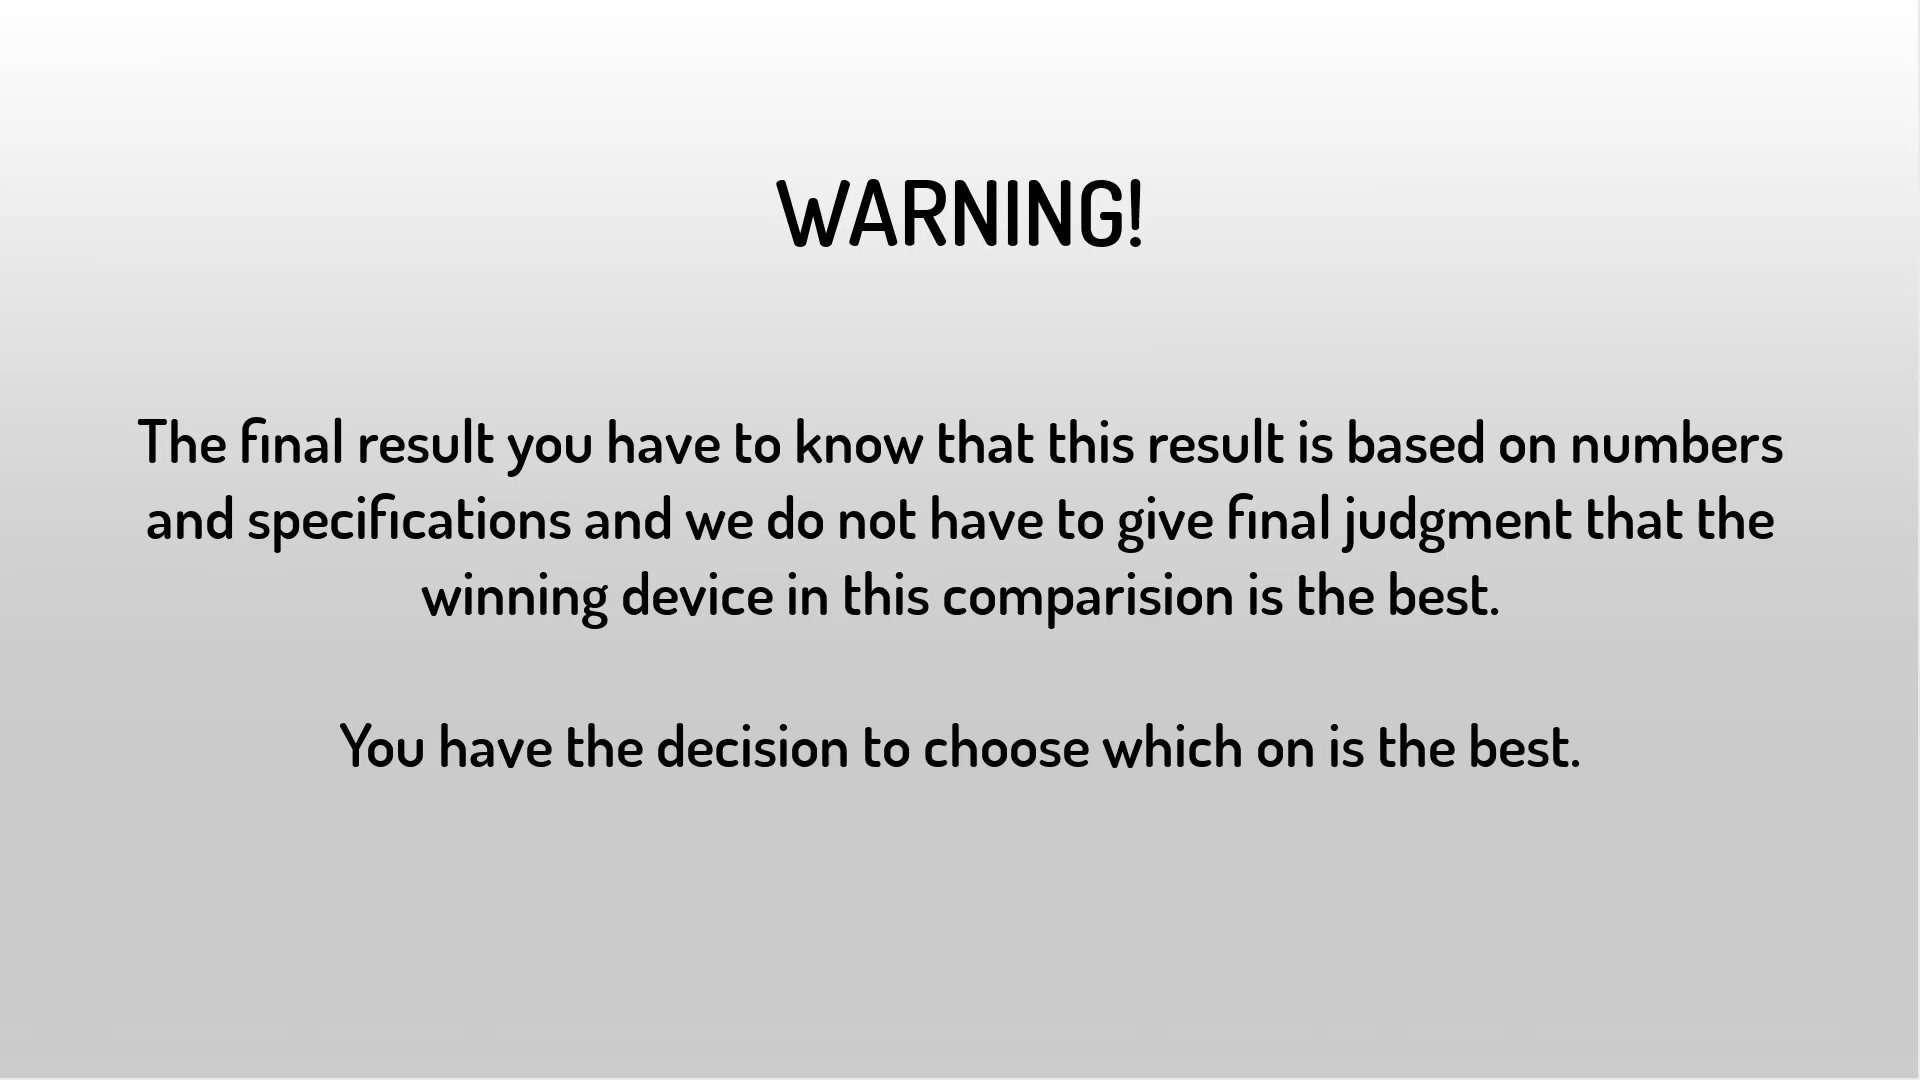 WARNING!
The final result you have to know that this result is based on numbers
and specifications and we do not have to give final judgment that the
winning device in this comparision is the best.
You have the decision to choose which on is the best.